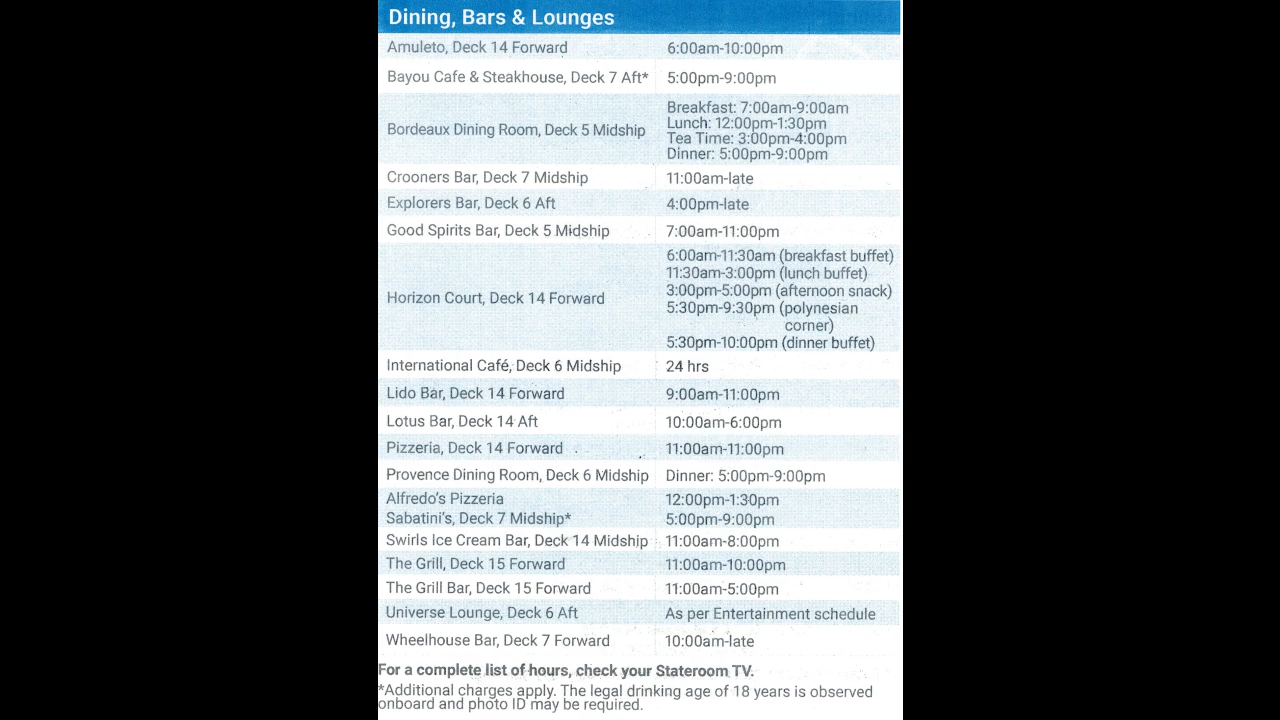 Dining, Bars & Lounges
Amuleto, Deck 14 Forward 6:00am-10:00pm
Bayou Cafe & Steakhouse, Deck 7 Aft* 5:00pm-9:00pm
Bordeaux Dining Room, Deck 5 Midship
Breakfast: 7:00am-9:00am
Lunch: 12:00pm-1:30pm
Tea Time: 3:00pm-4:00pm
Dinner: 5:00pm-9:00pm
Crooners Bar, Deck 7 Midship 11:00am-late
Explorers Bar, Deck 6 Aft 4:00pm-late
Good Spirits Bar, Deck 5 Midship 7:00am-11:00pm
Horizon Court, Deck 14 Forward
6:00am-11:30am (breakfast buffet)
11:30am-3:00pm (lunch buffet)
3:00pm-5:00pm (afternoon snack)
5:30pm-9:30pm (polynesian
corner)
5:30pm-10:00pm (dinner buffet)
International Café, Deck 6 Midship 24 hrs
Lido Bar, Deck 14 Forward 9:00am-11:00pm
Lotus Bar, Deck 14 Aft 10:00am-6:00pm
Pizzeria, Deck 14 Forward 11:00am-11:00pm
Provence Dining Room, Deck 6 Midship Dinner: 5:00pm-9:00pm
Alfredo's Pizzeria 12:00pm-1:30pm
Sabatini's, Deck 7 Midship* 5:00pm-9:00pm
Swirls Ice Cream Bar, Deck 14 Midship 11:00am-8:00pm
The Grill, Deck 15 Forward 11:00am-10:00pm
The Grill Bar, Deck 15 Forward 11:00am-5:00pm
Universe Lounge, Deck 6 Aft As per Entertainment schedule
Wheelhouse Bar, Deck 7 Forward 10:00am-late
For a complete list of hours, check your Stateroom TV.
*Additional charges apply. The legal drinking age of 18 years is observed
onboard and photo ID may be required.